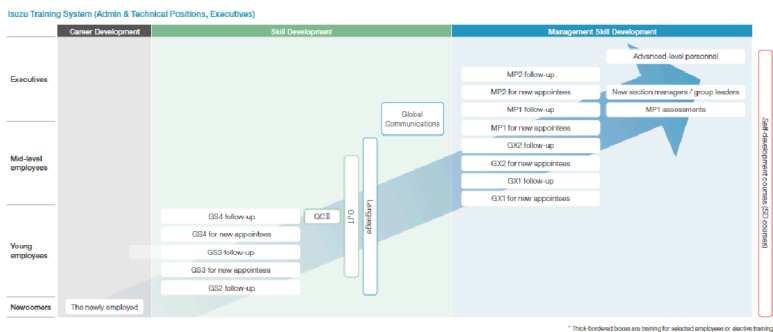 Isuzu Training System (Admin & Technical Positions, Executives)
Career Development
Skill Development
Management Skill Development
Executives
Mid-level
employees
Young
employees
Newcomers
The newly employed
GS4 follow-up
GS4 for new appointees
GS3 follow-up
GS3 for new appointees
GS2 follow-up
QCⅡ
OJT
Language
Global
Communications
MP2 follow-up
MP2 for new appointees
MP1 follow-up
MP1 for new appointees
GX2 follow-up
GX2 for new appointees
GX1 follow-up
GX1 for new appointees
Advanced-level personnel
New section managers / group leaders
MP1 assessments
Self-development courses (SD-courses)
* Thick-bordered boxes are training for selected employees or elective training